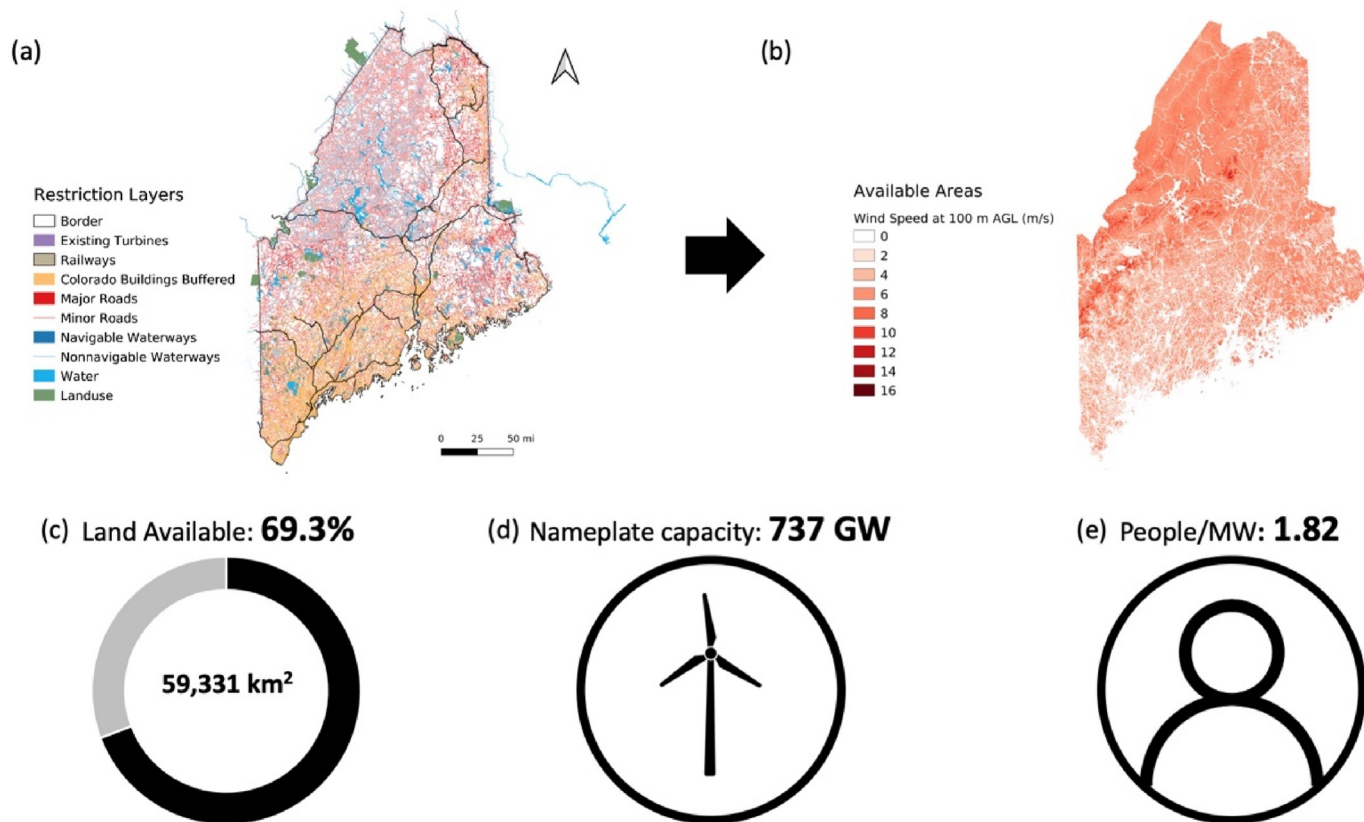 (a)
(b)
Restriction Layers
Border
Existing Turbines
Railways
Colorado Buildings Buffered
Major Roads
Minor Roads
Navigable Waterways
Nonnavigable Waterways
Water
Landuse
0 25 50 mi
Available Areas
Wind Speed at 100 m AGL (m/s)
0
2
4
6
8
10
12
14
16
(c) Land Available: 69.3%
59,331 km²
(d) Nameplate capacity: 737 GW
(e) People/MW: 1.82